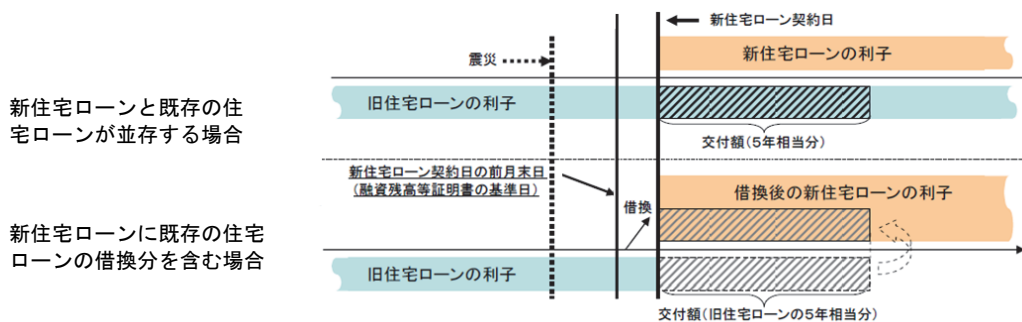 新住宅ローン契約日
新住宅ローンの利子
震災
旧住宅ローンの利子
新住宅ローンと既存の住
宅ローンが並存する場合
交付額(5年相当分)
新住宅ローン契約日の前月末日
(融資残高等証明書の基準日)
借換後の新住宅ローンの利子
借換
新住宅ローンに既存の住宅
ローンの借換分を含む場合
旧住宅ローンの利子
交付額(旧住宅ローンの5年相当分)